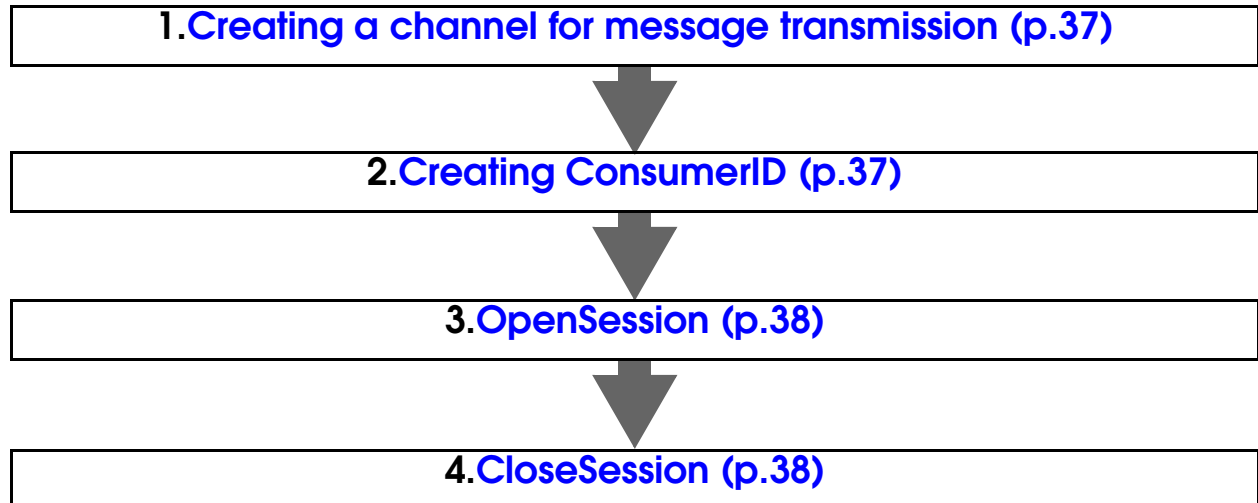 1.Creating a channel for message transmission (p.37)
2.Creating ConsumerID (p.37)
3.OpenSession (p.38)
4.CloseSession (p.38)